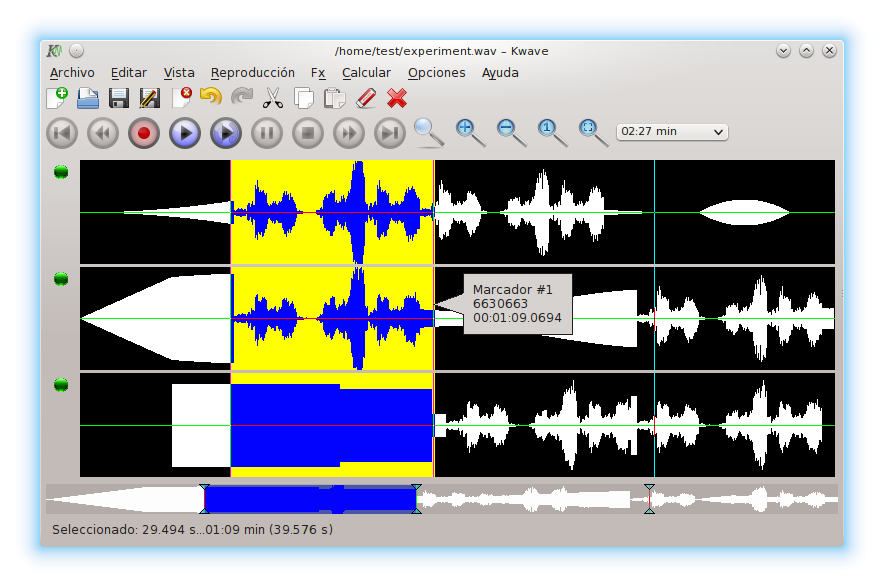 /home/test/experiment.wav – Kwave
Archivo Editar Vista Reproducción Fx Calcular Opciones Ayuda
1
02:27 min
Marcador #1
6630663
00:01:09.0694
Seleccionado: 29.494 s...01:09 min (39.576 s)